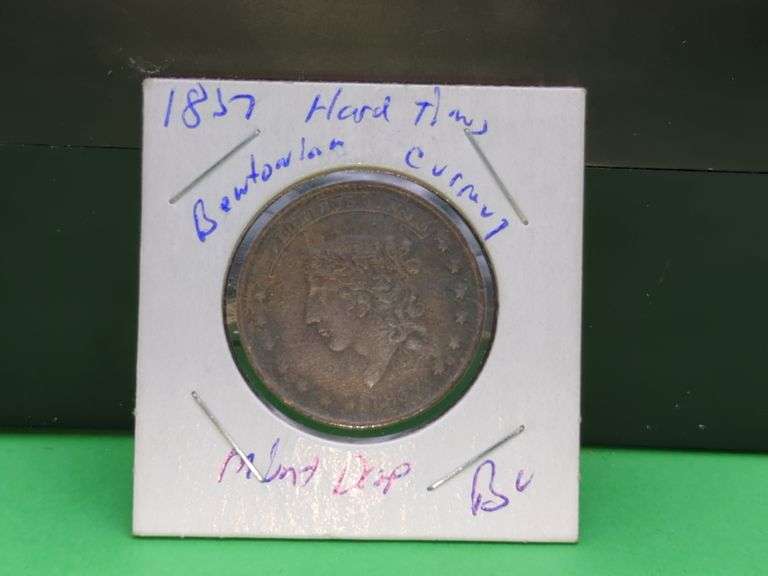 1837 Hard Times
Bentonian Currency
Mint Drop
BU